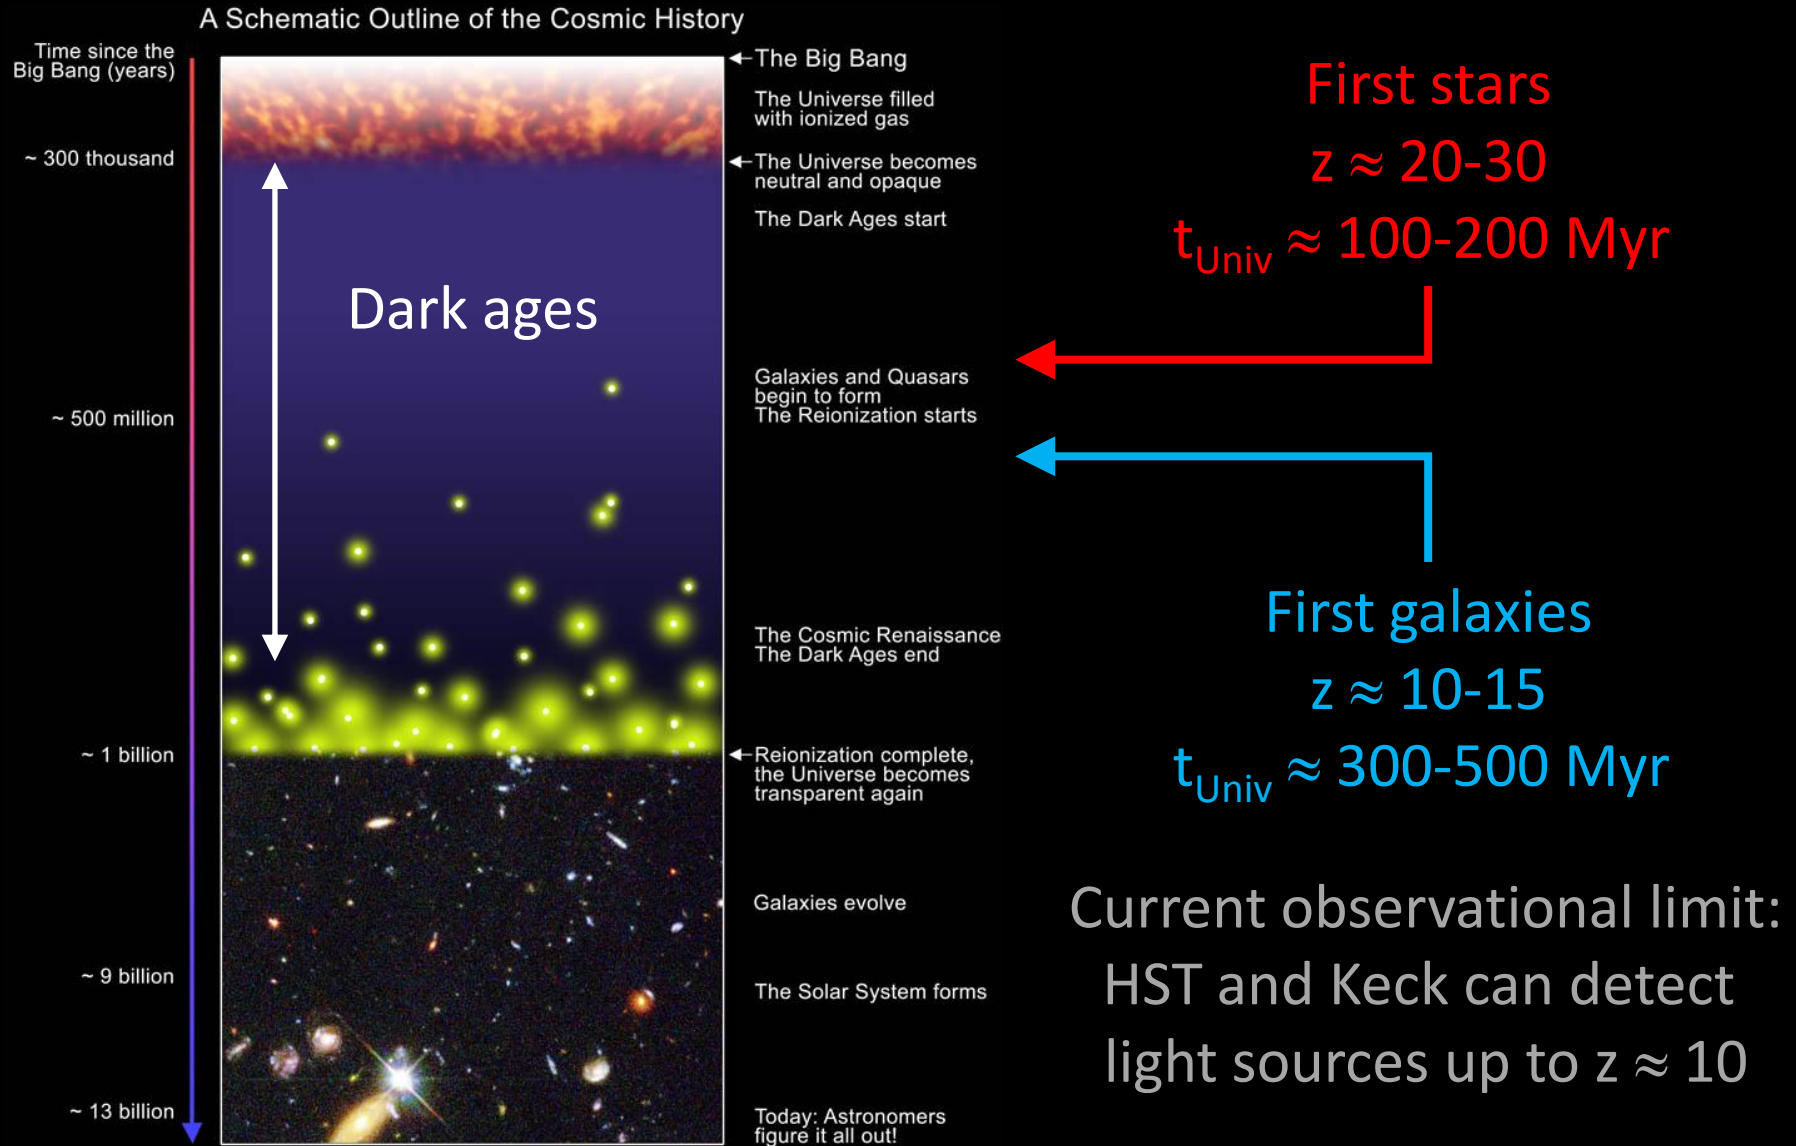 A Schematic Outline of the Cosmic History
Time since the
Big Bang (years)
~ 300 thousand
~ 500 million
~ 1 billion
~ 9 billion
~ 13 billion
Dark ages
The Big Bang
The Universe filled
with ionized gas
The Universe becomes
neutral and opaque
The Dark Ages start
Galaxies and Quasars
begin to form
The Reionization starts
The Cosmic Renaissance
The Dark Ages end
Reionization complete,
the Universe becomes
transparent again
Galaxies evolve
The Solar System forms
Today: Astronomers
figure it all out!
First stars
z ≈ 20-30
tUniv ≈ 100-200 Myr
First galaxies
z ≈ 10-15
tUniv ≈ 300-500 Myr
Current observational limit:
HST and Keck can detect
light sources up to z ≈ 10